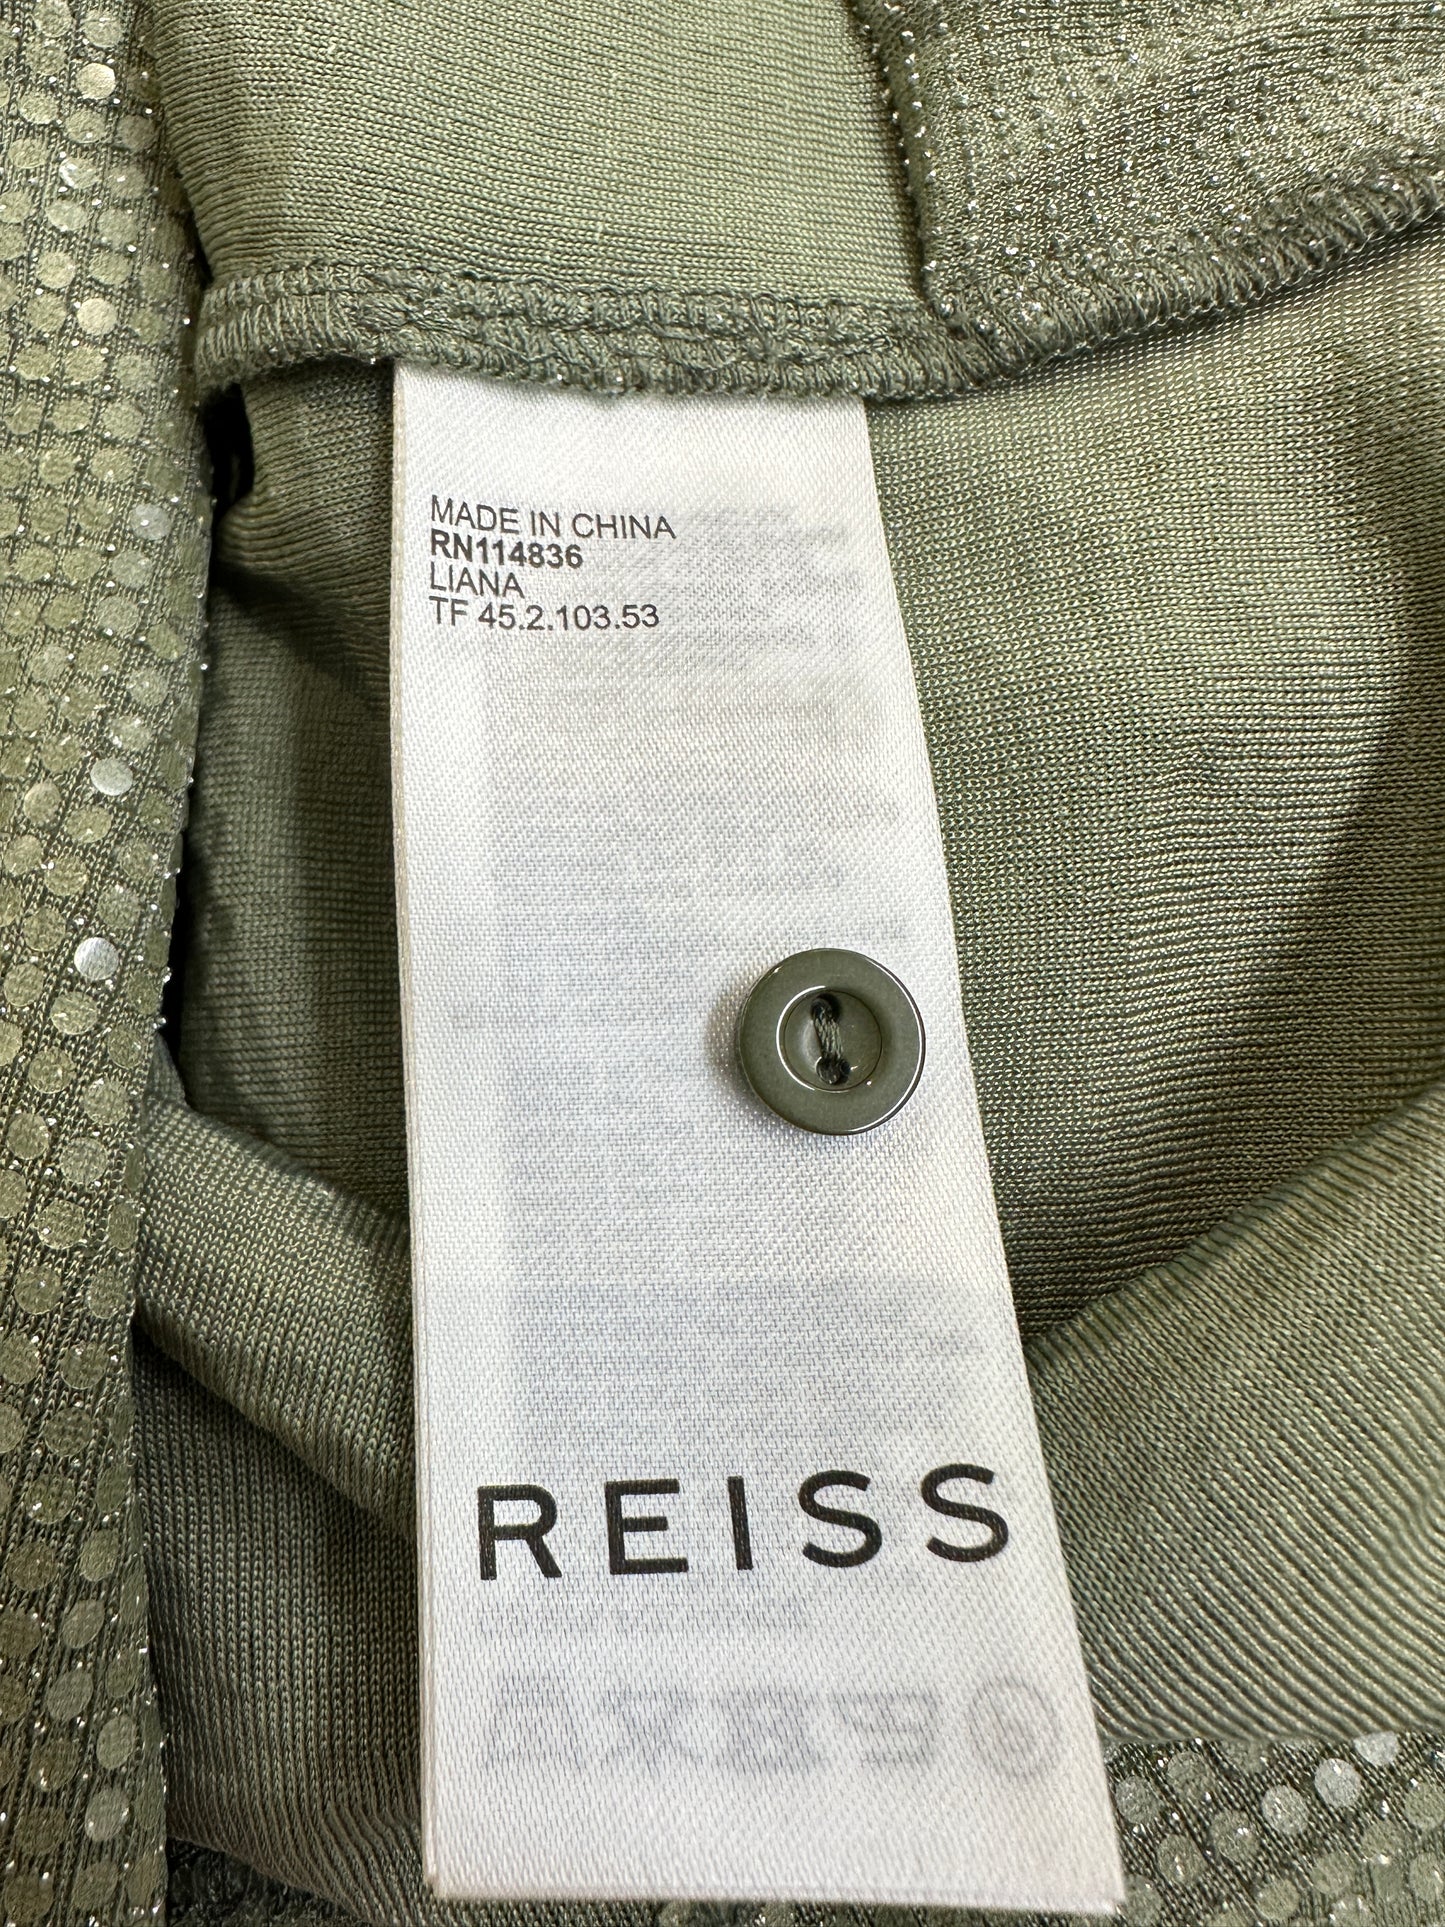 MADE IN CHINA
RN114836
LIANA
TF 45.2.103.53
REISS